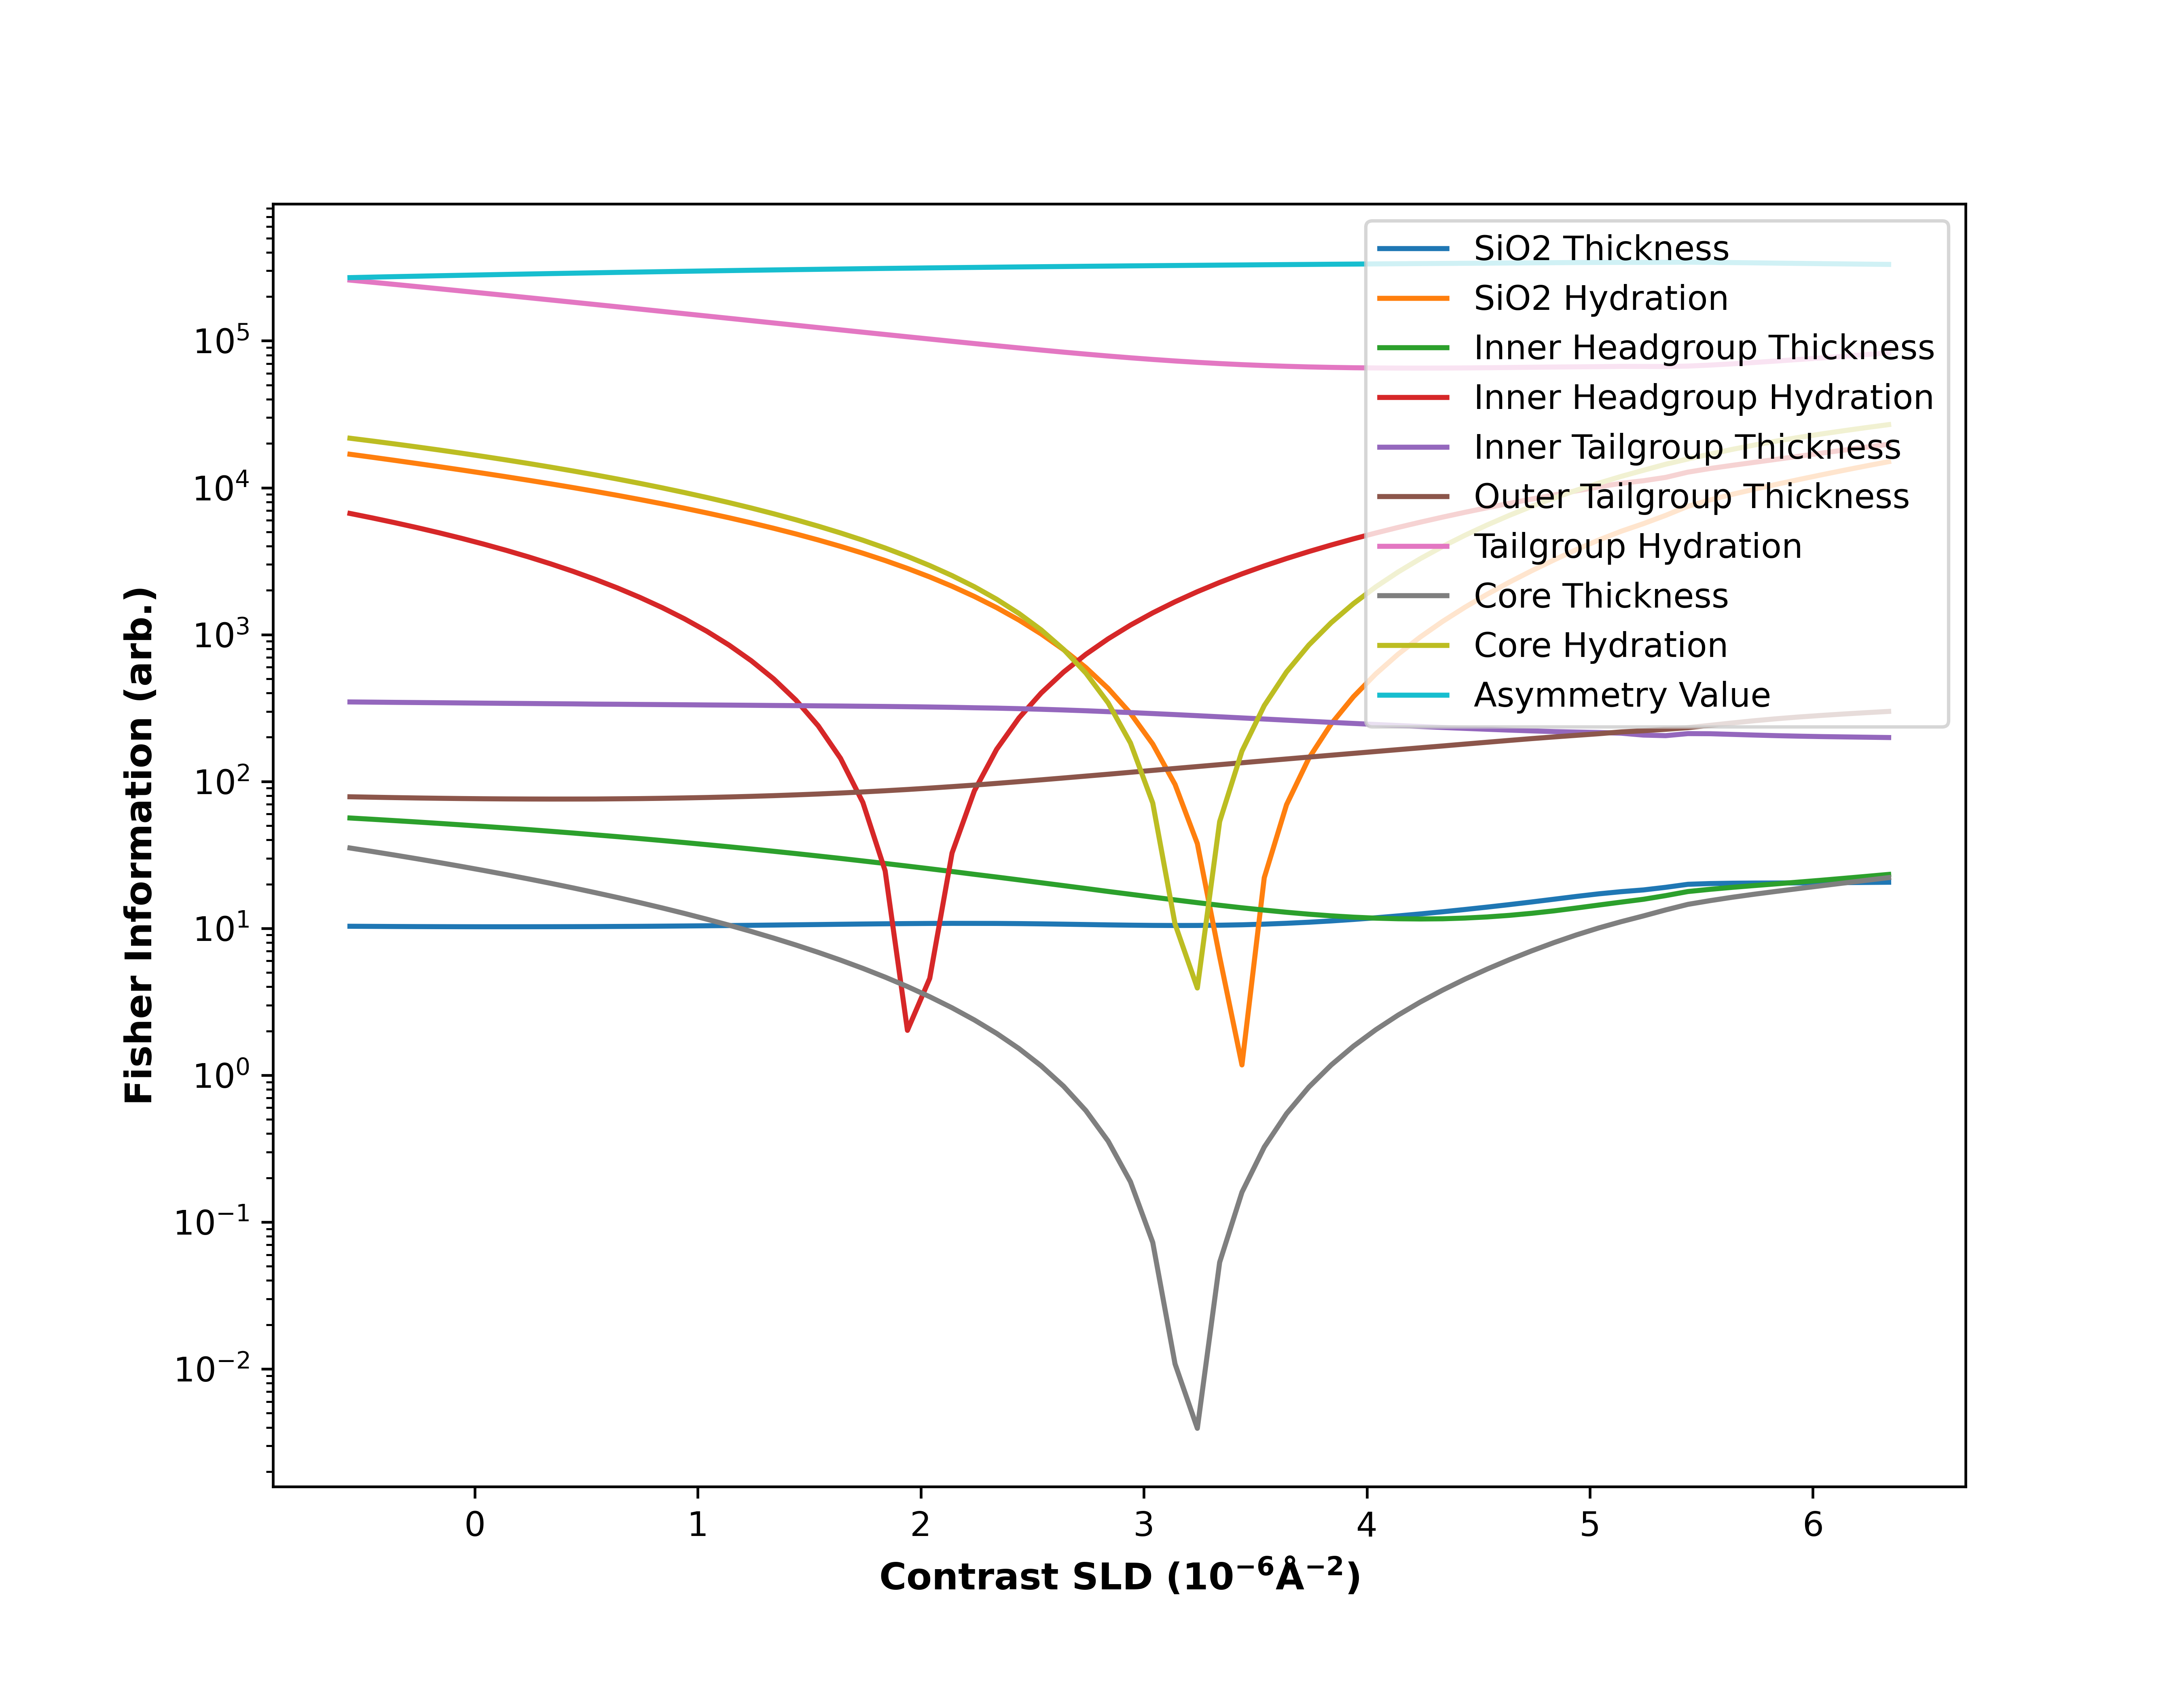 Fisher Information (arb.)
10⁵
10⁴
10³
10²
10¹
10⁰
10⁻¹
10⁻²
SiO2 Thickness
SiO2 Hydration
Inner Headgroup Thickness
Inner Headgroup Hydration
Inner Tailgroup Thickness
Outer Tailgroup Thickness
Tailgroup Hydration
Core Thickness
Core Hydration
Asymmetry Value
0 1 2 3 4 5 6
Contrast SLD (10⁻⁶Å⁻²)